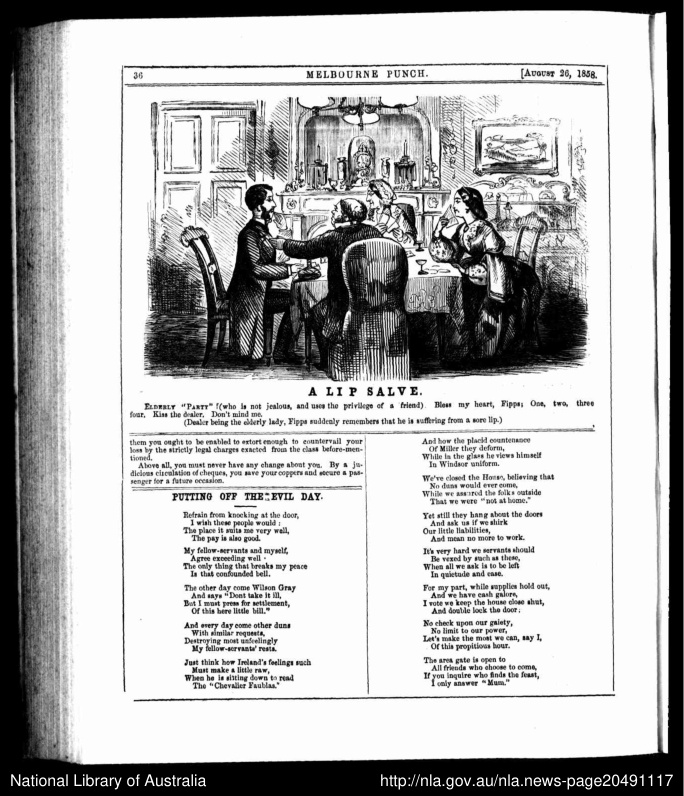 36
MELBOURNE PUNCH.
[AUGUST 26, 1858.
A LIP SALVE.
ELDERLY "PARTY" (who is not jealous, and uses the privilege of a friend) Bless my heart, Fipps; One, two, three
four. Kiss the dealer. Don't mind me.
(Dealer being the elderly lady, Fipps suddenly remembers that he is suffering from a sore lip.)
them you ought to be enabled to extort enough to countervail your
loss by the strictly legal charges exacted from the class before-men-
tioned.
Above all, you must never have any change about you. By a ju-
dicious circulation of cheques, you save your coppers and secure a pas-
senger for a future occasion.
PUTTING OFF THE EVIL DAY.
Refrain from knocking at the door,
I wish these people would;
The place it suits me very well,
The pay is also good.
My fellow-servants and myself,
Agree exceeding well
The only thing that breaks my peace
Is that confounded bell.
The other day come Wilson Gray
And says "Dont take it ill,
But I must press for settlement,
Of this here little bill."
And every day come other duns
With similar requests,
Destroying most unfeelingly
My fellow-servants' rests.
Just think how Ireland's feelings such
Must make a little raw,
When he is sitting down to read
The "Chevalier Faublas."
And how the placid countenance
Of Miller they deform,
While in the glass he views himself
In Windsor uniform.
We've closed the House, believing that
No duns would ever come,
While we assured the folks outside
That we were "not at home."
Yet still they hang about the doors
And ask us if we shirk
Our little liabilities,
And mean no more to work.
It's very hard we servants should
Be vexed by such as these,
When all we ask is to be left
In quietude and ease.
For my part, while supplies hold out,
And we have cash galore,
I vote we keep the house close shut,
And double lock the door;
No check upon our gaiety,
No limit to our power,
Let's make the most we can, say I,
Of this propitious hour.
The area gate is open to
All friends who choose to come,
If you inquire who finds the feast,
I only answer "Mum."
National Library of Australia
http://nla.gov.au/nla.news-page20491117